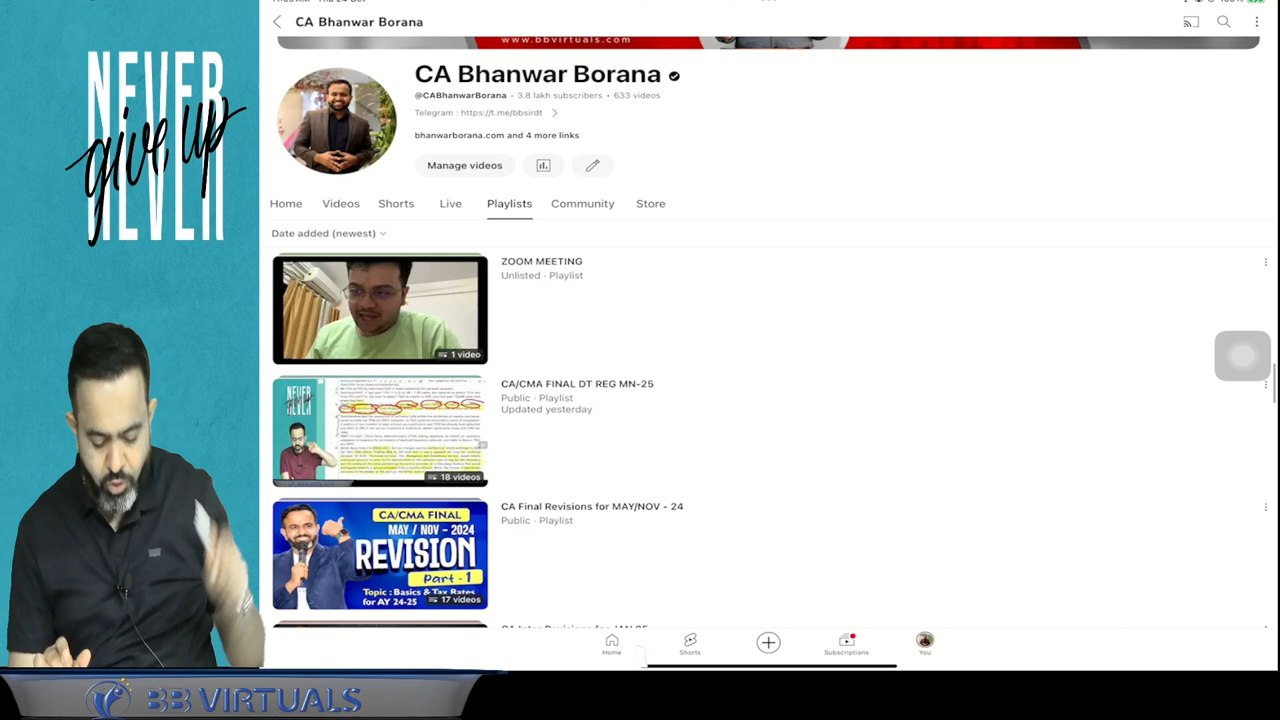 NEVER
give up
NEVER
Thu 24 Oct
100%
CA Bhanwar Borana
www.bbvirtuals.com
CA Bhanwar Borana
@CABhanwarBorana • 3.8 lakh subscribers • 633 videos
Telegram : https://t.me/bbsirdt
bhanwarborana.com and 4 more links
Manage videos
Home Videos Shorts Live Playlists Community Store
Date added (newest)
ZOOM MEETING
Unlisted · Playlist
1 video
CA/CMA FINAL DT REG MN-25
Public · Playlist
Updated yesterday
18 videos
CA Final Revisions for MAY/NOV - 24
Public · Playlist
CA/CMA FINAL
MAY / NOV - 2024
REVISION
Part - 1
Topic : Basics & Tax Rates
for AY 24-25
17 videos
Home Shorts Subscriptions You
BB VIRTUALS